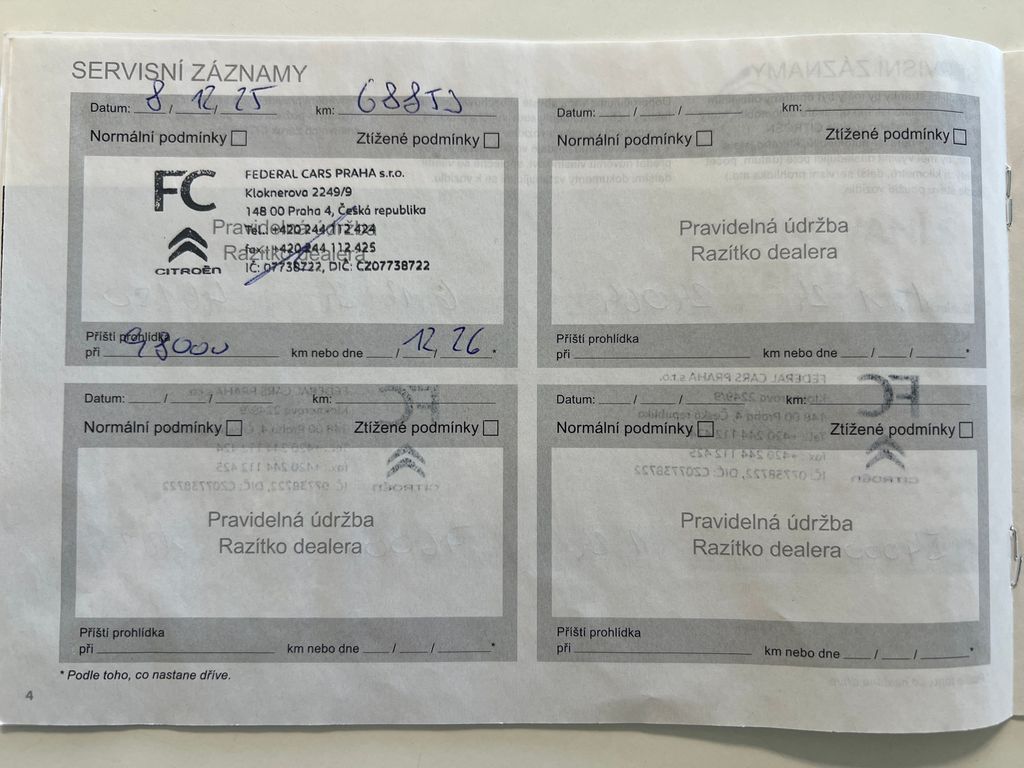 SERVISNÍ ZÁZNAMY
Datum: 8 / 12 / 25 km:
Normální podmínky Ztížené podmínky
FC
CITROËN
FEDERAL CARS PRAHA s.r.o.
Kloknerova 2249/9
148 00 Praha 4, Česká republika
Tel.: +420 244 112 424
fax: +420 244 112 425
IČ: 07738722, DIČ: CZ07738722
Pravidelná údržba
Razítko dealera
Příští prohlídka
při 98000 km nebo dne / 12 / 26 . *
Datum: / / km:
Normální podmínky Ztížené podmínky
Pravidelná údržba
Razítko dealera
Příští prohlídka
při km nebo dne / / *
Datum: / / km:
Normální podmínky Ztížené podmínky
Pravidelná údržba
Razítko dealera
Příští prohlídka
při km nebo dne / / *
Datum: / / km:
Normální podmínky Ztížené podmínky
Pravidelná údržba
Razítko dealera
Příští prohlídka
při km nebo dne / / *
* Podle toho, co nastane dříve.
4